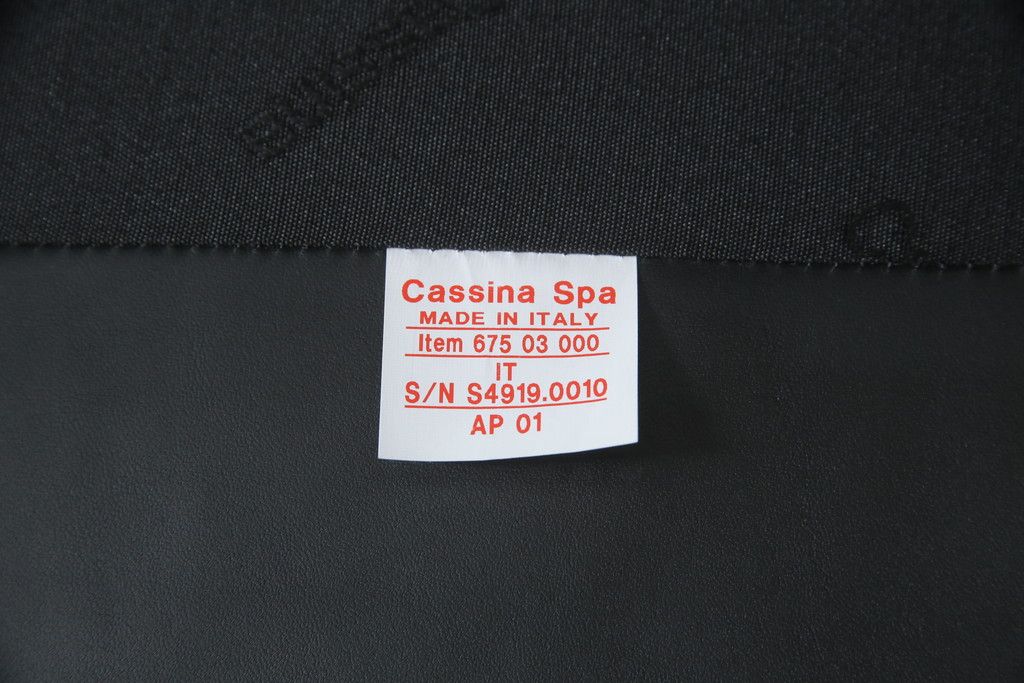 Cassina Spa
MADE IN ITALY
Item 675 03 000
IT
S/N S4919.0010
AP 01